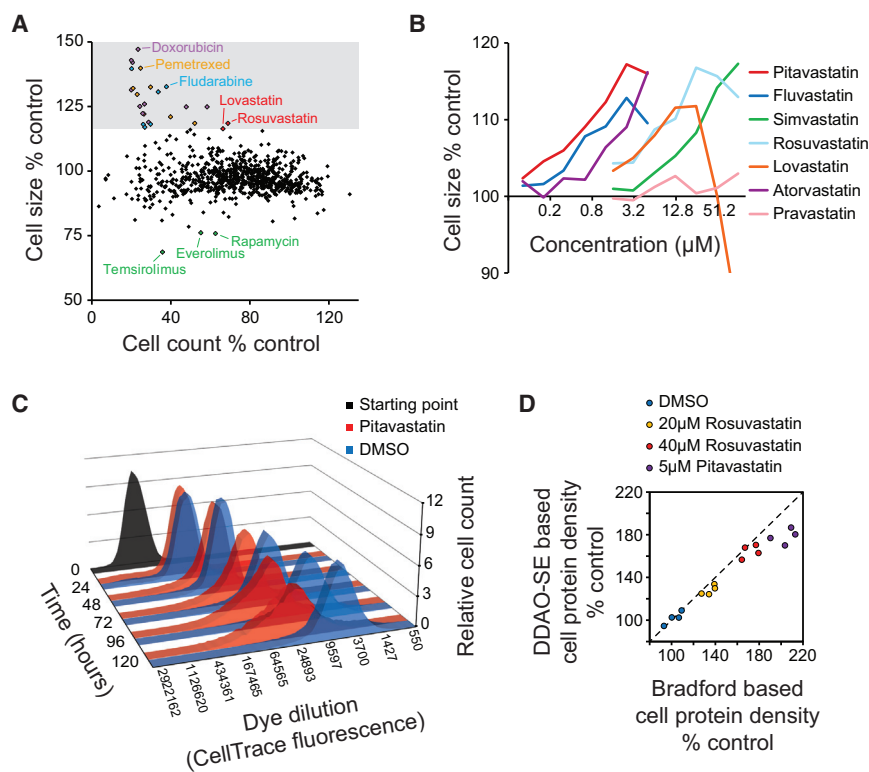 A
150
125
100
75
50
Cell size % control
Doxorubicin
Pemetrexed
Fludarabine
Lovastatin
Rosuvastatin
Rapamycin
Everolimus
Temsirolimus
0
40
80
120
Cell count % control
B
120
110
100
90
Cell size % control
0.2
0.8
3.2
12.8
51.2
Concentration (µM)
Pitavastatin
Fluvastatin
Simvastatin
Rosuvastatin
Lovastatin
Atorvastatin
Pravastatin
C
Starting point
Pitavastatin
DMSO
12
9
6
3
0
Relative cell count
0
24
48
72
96
120
Time (hours)
2922162
1126620
434361
167465
64565
24893
9597
3700
1427
550
Dye dilution
(CellTrace fluorescence)
D
DMSO
20µM Rosuvastatin
40µM Rosuvastatin
5µM Pitavastatin
220
180
140
100
DDAO-SE based
cell protein density
% control
100
140
180
220
Bradford based
cell protein density
% control